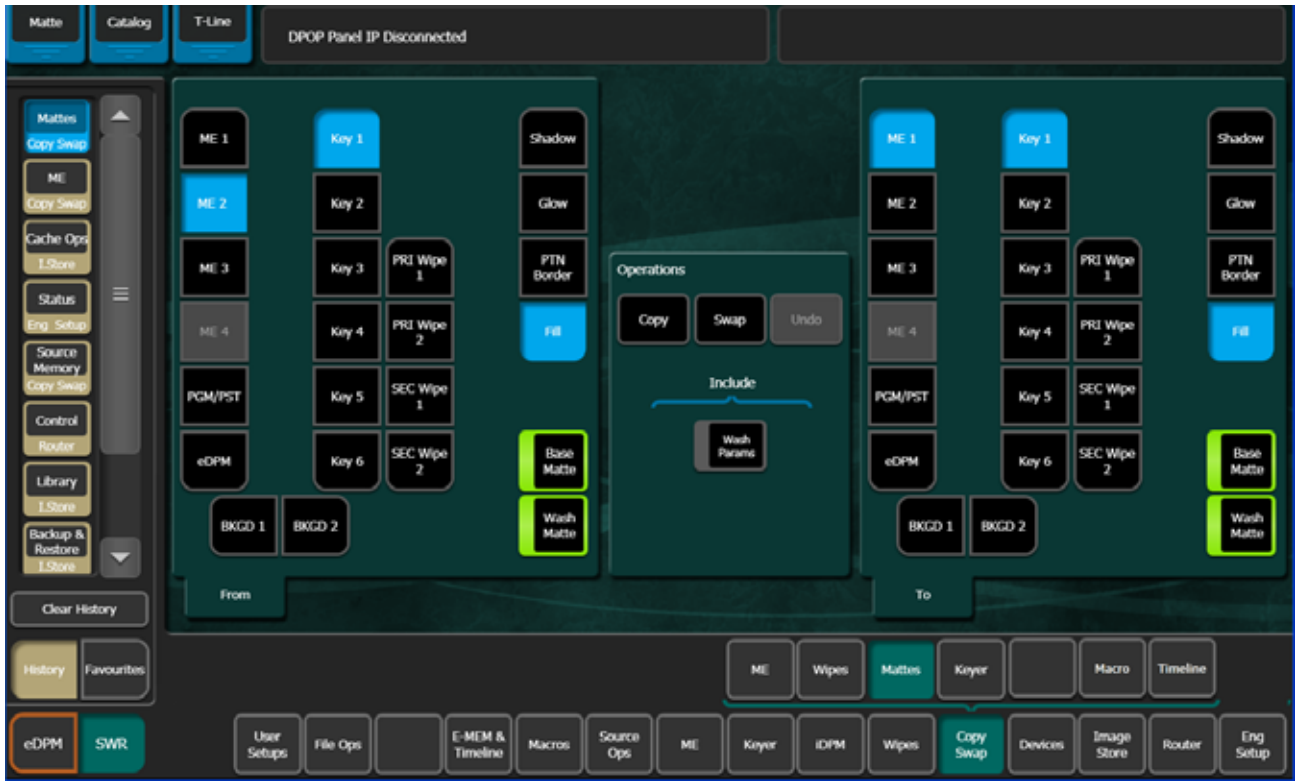 Matte
Catalog
T-Line
DPOP Panel IP Disconnected
Mattes
Copy Swap
ME
Copy Swap
Cache Ops
I.Store
Status
Eng Setup
Source
Memory
Copy Swap
Control
Router
Library
I.Store
Backup &
Restore
I.Store
Clear History
History
Favourites
eDPM
SWR
ME 1
ME 2
ME 3
ME 4
PGM/PST
eDPM
BKGD 1
BKGD 2
Key 1
Key 2
Key 3
Key 4
Key 5
Key 6
PRI Wipe
1
PRI Wipe
2
SEC Wipe
1
SEC Wipe
2
Shadow
Glow
PTN
Border
Fill
Base
Matte
Wash
Matte
From
Operations
Copy
Swap
Undo
Include
Wash
Params
ME 1
ME 2
ME 3
ME 4
PGM/PST
eDPM
BKGD 1
BKGD 2
Key 1
Key 2
Key 3
Key 4
Key 5
Key 6
PRI Wipe
1
PRI Wipe
2
SEC Wipe
1
SEC Wipe
2
Shadow
Glow
PTN
Border
Fill
Base
Matte
Wash
Matte
To
ME
Wipes
Mattes
Keyer
Macro
Timeline
User
Setups
File Ops
E-MEM &
Timeline
Macros
Source
Ops
ME
Keyer
iDPM
Wipes
Copy
Swap
Devices
Image
Store
Router
Eng
Setup